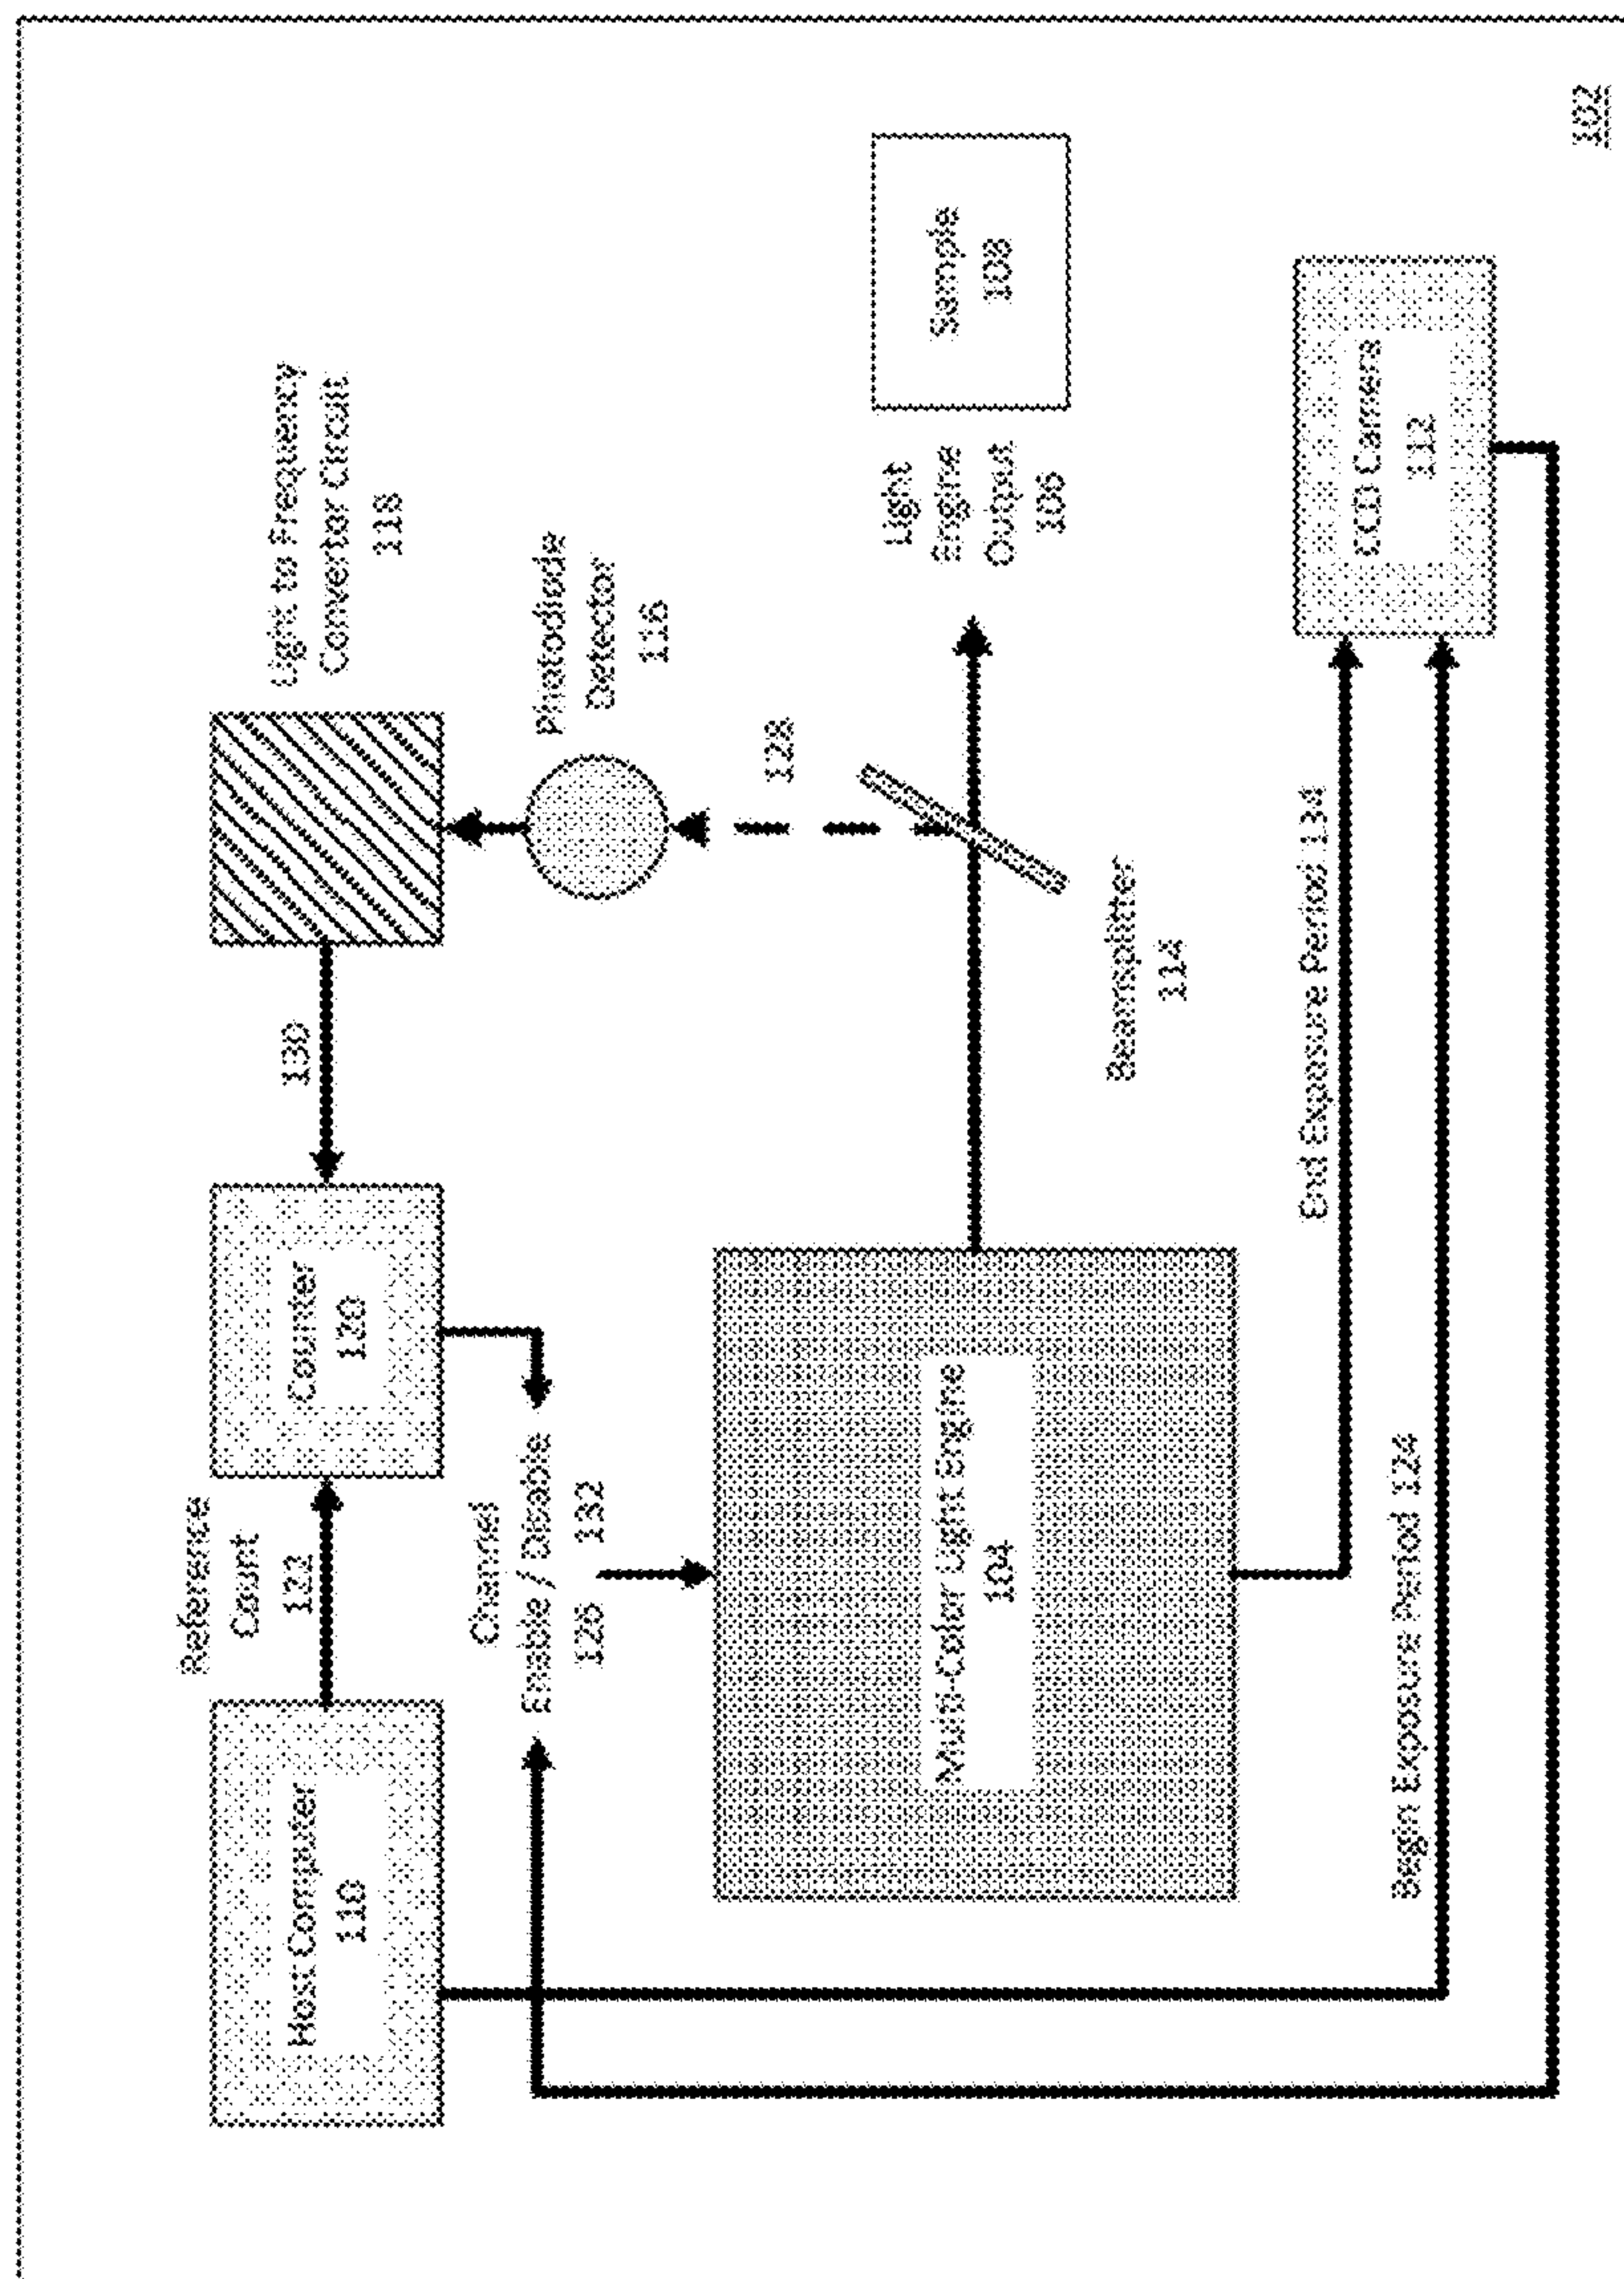 Host Computer
110
Reference
Count
122
Counter
120
130
Light to Frequency
Convertor Circuit
118
Channel
Enable / Disable
126 132
Photodiode
Detector
116
128
Multi-Color Light Engine
104
Beamsplitter
114
Light
Engine
Output
106
Sample
108
End Exposure Period 134
Begin Exposure Period 124
CCD Camera
112
102